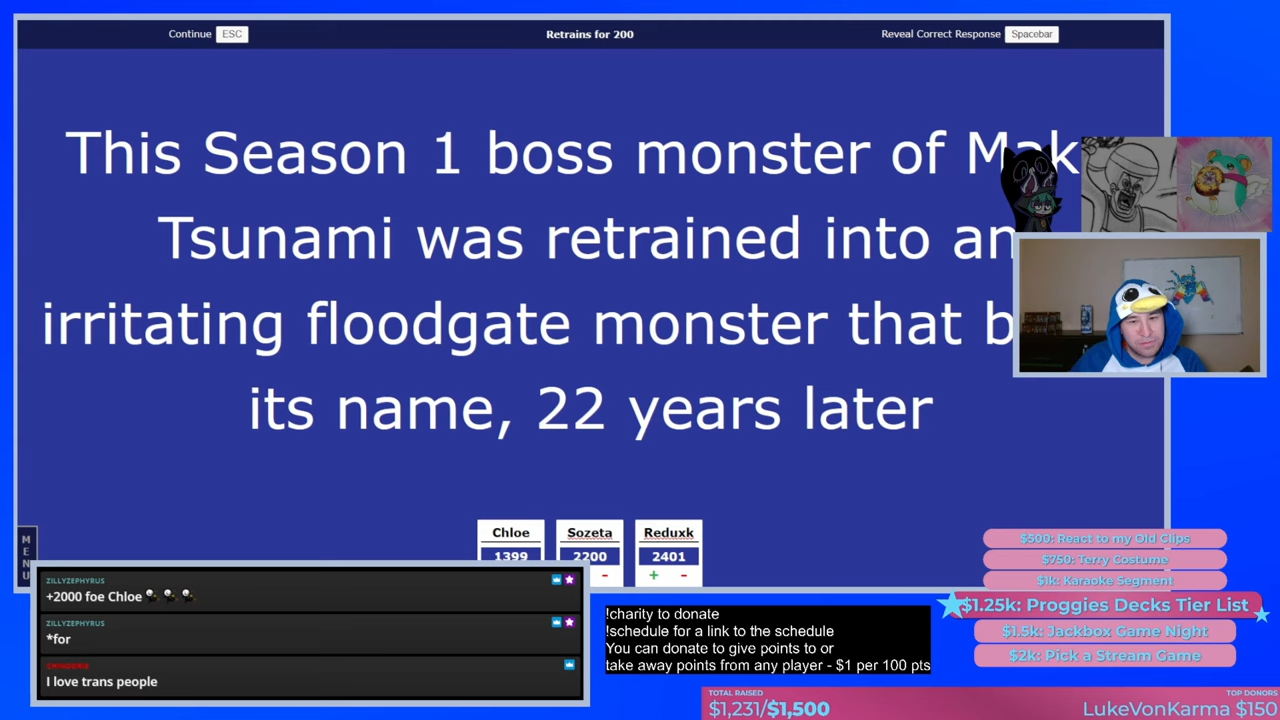 Continue ESC
Retrains for 200
Reveal Correct Response Spacebar
This Season 1 boss monster of Mak
Tsunami was retrained into an
irritating floodgate monster that b
its name, 22 years later
MENU
Chloe
1399
Sozeta
2200
-
Reduxk
2401
+ -
ZILLYZEPHYRUS
+2000 foe Chloe
ZILLYZEPHYRUS
*for
I love trans people
!charity to donate
!schedule for a link to the schedule
You can donate to give points to or
take away points from any player - $1 per 100 pts
$500: React to my Old Clips
$750: Terry Costume
$1k: Karaoke Segment
$1.25k: Proggies Decks Tier List
$1.5k: Jackbox Game Night
$2k: Pick a Stream Game
TOTAL RAISED
$1,231/$1,500
TOP DONORS
LukeVonKarma $150